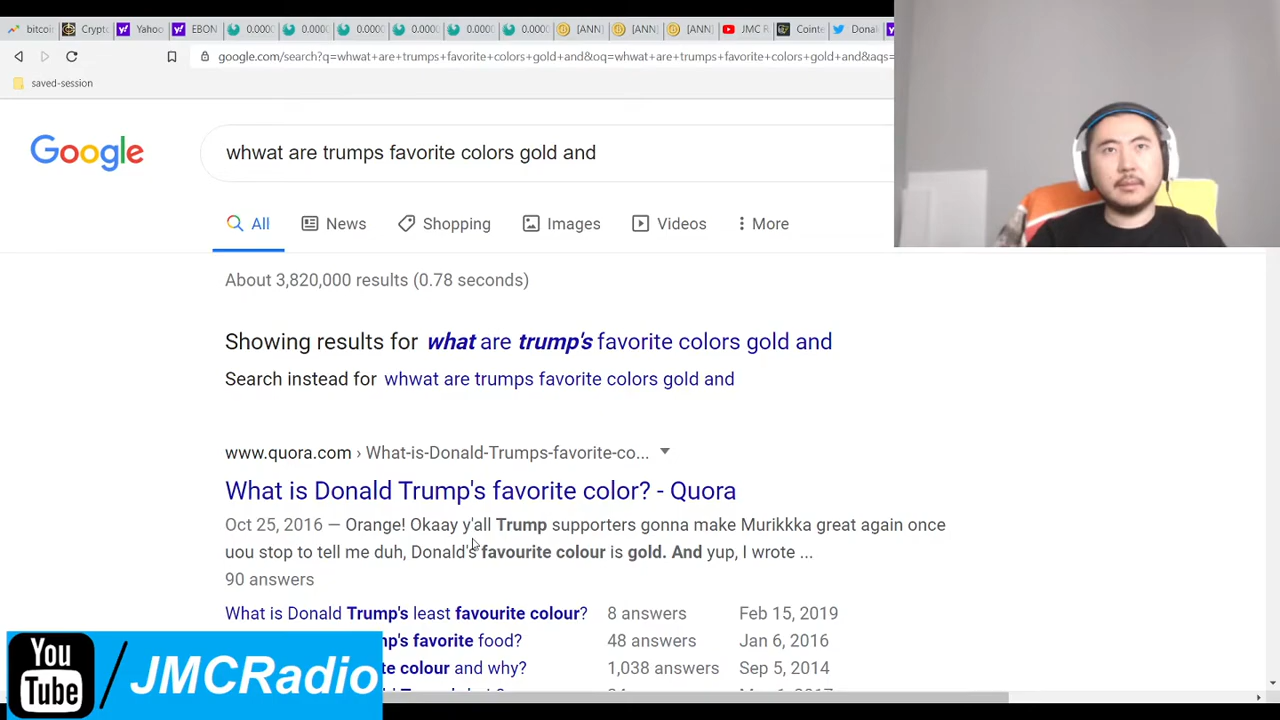 bitcoin
Crypto
Yahoo
EBON
0.000
0.000
0.000
0.000
0.000
0.000
[ANN]
[ANN]
[ANN]
JMC R
Cointe
Donal
google.com/search?q=whwat+are+trumps+favorite+colors+gold+and&oq=whwat+are+trumps+favorite+colors+gold+and&aqs=
saved-session
Google
whwat are trumps favorite colors gold and
All
News
Shopping
Images
Videos
More
About 3,820,000 results (0.78 seconds)
Showing results for what are trump's favorite colors gold and
Search instead for whwat are trumps favorite colors gold and
www.quora.com › What-is-Donald-Trumps-favorite-co...
What is Donald Trump's favorite color? - Quora
Oct 25, 2016 — Orange! Okaay y'all Trump supporters gonna make Murikkka great again once
uou stop to tell me duh, Donald's favourite colour is gold. And yup, I wrote ...
90 answers
What is Donald Trump's least favourite colour? 8 answers Feb 15, 2019
mp's favorite food? 48 answers Jan 6, 2016
te colour and why? 1,038 answers Sep 5, 2014
You
Tube
/JMCRadio